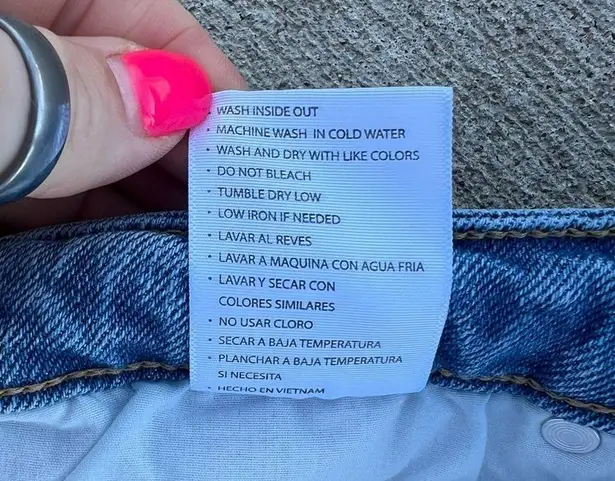 • WASH INSIDE OUT
• MACHINE WASH IN COLD WATER
• WASH AND DRY WITH LIKE COLORS
• DO NOT BLEACH
• TUMBLE DRY LOW
• LOW IRON IF NEEDED
• LAVAR AL REVES
• LAVAR A MAQUINA CON AGUA FRIA
• LAVAR Y SECAR CON
COLORES SIMILARES
• NO USAR CLORO
• SECAR A BAJA TEMPERATURA
• PLANCHAR A BAJA TEMPERATURA
SI NECESITA
• HECHO EN VIETNAM